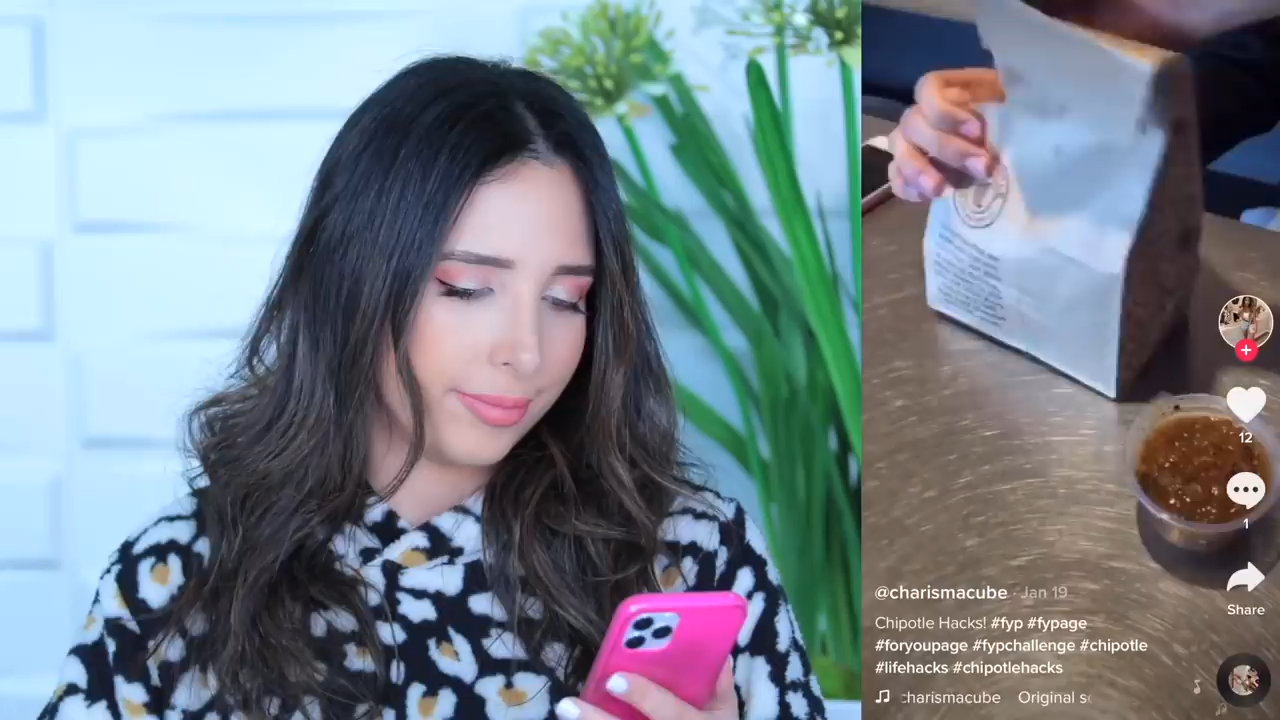 12
1
Share
@charismacube · Jan 19
Chipotle Hacks! #fyp #fypage
#foryoupage #fypchallenge #chipotle
#lifehacks #chipotlehacks
charismacube Original s